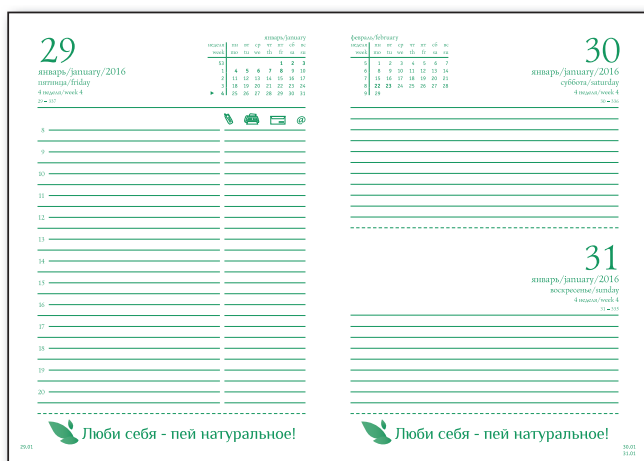 29
январь/january/2016
пятница/friday
4 неделя/week 4
29 – 337
январь/january
неделя пн вт ср чт пт сб вс
week mo tu we th fr sa su
53 1 2 3
1 4 5 6 7 8 9 10
2 11 12 13 14 15 16 17
3 18 19 20 21 22 23 24
► 4 25 26 27 28 29 30 31
@
8
9
10
11
12
13
14
15
16
17
18
19
20
Люби себя - пей натуральное!
29.01
февраль/february
неделя пн вт ср чт пт сб вс
week mo tu we th fr sa su
5 1 2 3 4 5 6 7
6 8 9 10 11 12 13 14
7 15 16 17 18 19 20 21
8 22 23 24 25 26 27 28
9 29
30
январь/january/2016
суббота/saturday
4 неделя/week 4
30 – 336
31
январь/january/2016
воскресенье/sunday
4 неделя/week 4
31 – 335
Люби себя - пей натуральное!
30.01
31.01